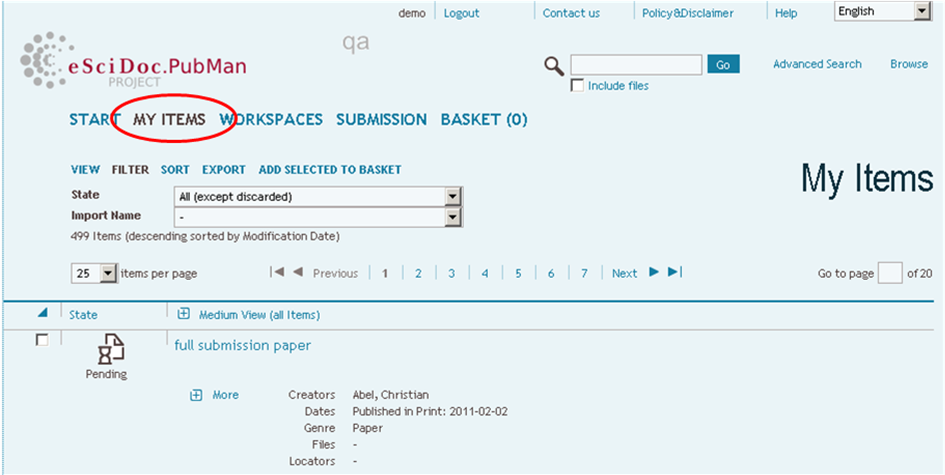 demo Logout Contact us Policy&Disclaimer Help English
qa
eSciDoc.PubMan
PROJECT
Go Advanced Search Browse
Include files
START MY ITEMS WORKSPACES SUBMISSION BASKET (0)
VIEW FILTER SORT EXPORT ADD SELECTED TO BASKET
My Items
State All (except discarded)
Import Name -
499 Items (descending sorted by Modification Date)
25 items per page Previous 1 2 3 4 5 6 7 Next Go to page of 20
State Medium View (all Items)
full submission paper
Pending
More Creators Abel, Christian
Dates Published in Print: 2011-02-02
Genre Paper
Files -
Locators -